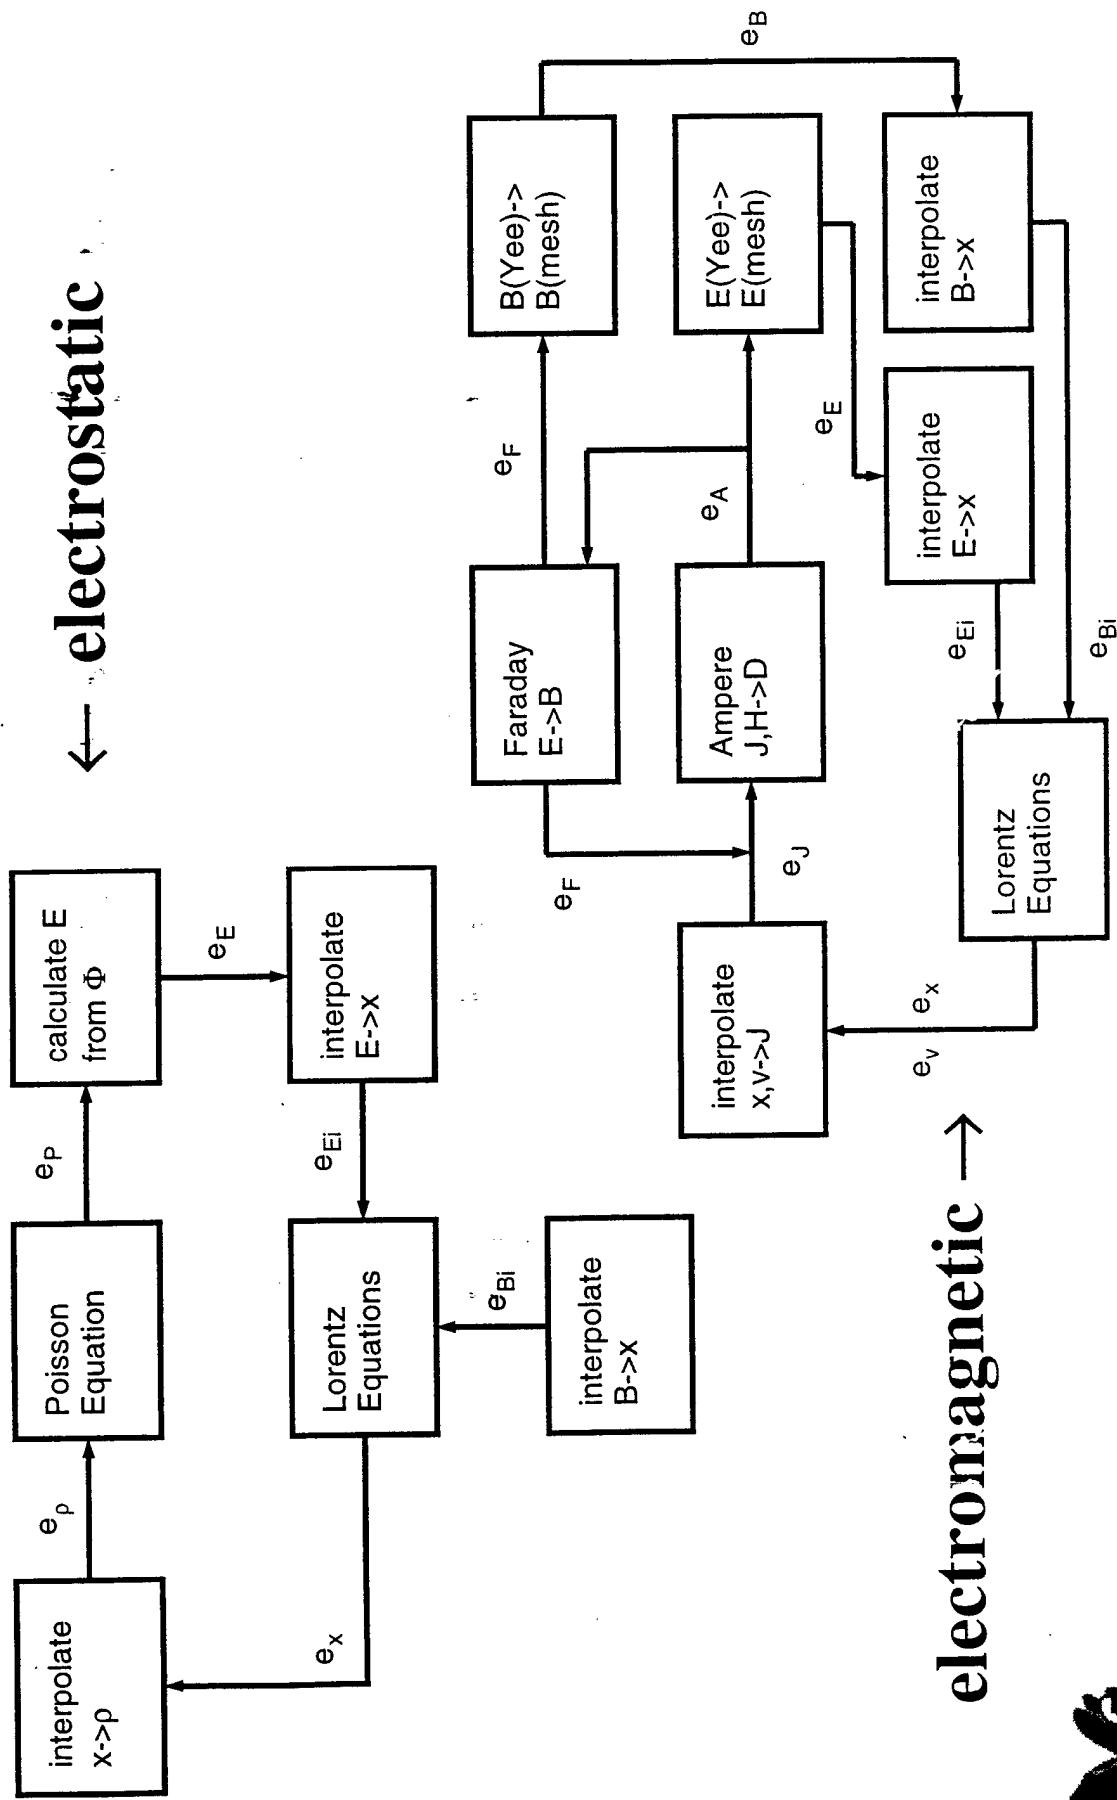 ← electrostatic
interpolate
x->ρ
e_ρ
Poisson
Equation
e_P
calculate E
from Φ
e_E
interpolate
E->x
e_Ei
Lorentz
Equations
e_x
e_Bi
interpolate
B->x
electromagnetic →
interpolate
x,v->J
e_J
e_F
Faraday
E->B
e_F
B(Yee)->
B(mesh)
e_B
Ampere
J,H->D
e_A
E(Yee)->
E(mesh)
e_E
interpolate
E->x
interpolate
B->x
e_Ei
e_Bi
Lorentz
Equations
e_v
e_x